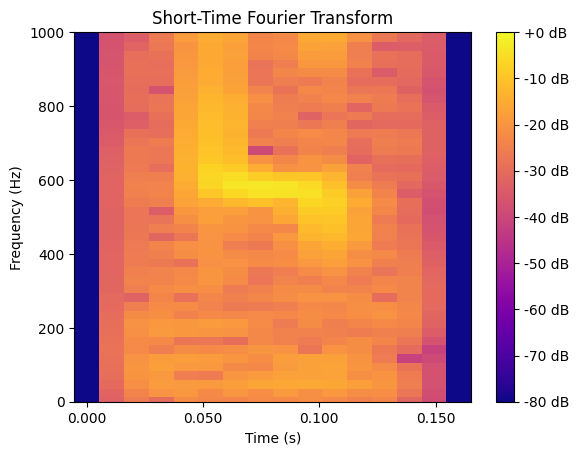 Short-Time Fourier Transform
1000
800
600
400
200
0
Frequency (Hz)
0.000
0.050
0.100
0.150
Time (s)
+0 dB
-10 dB
-20 dB
-30 dB
-40 dB
-50 dB
-60 dB
-70 dB
-80 dB